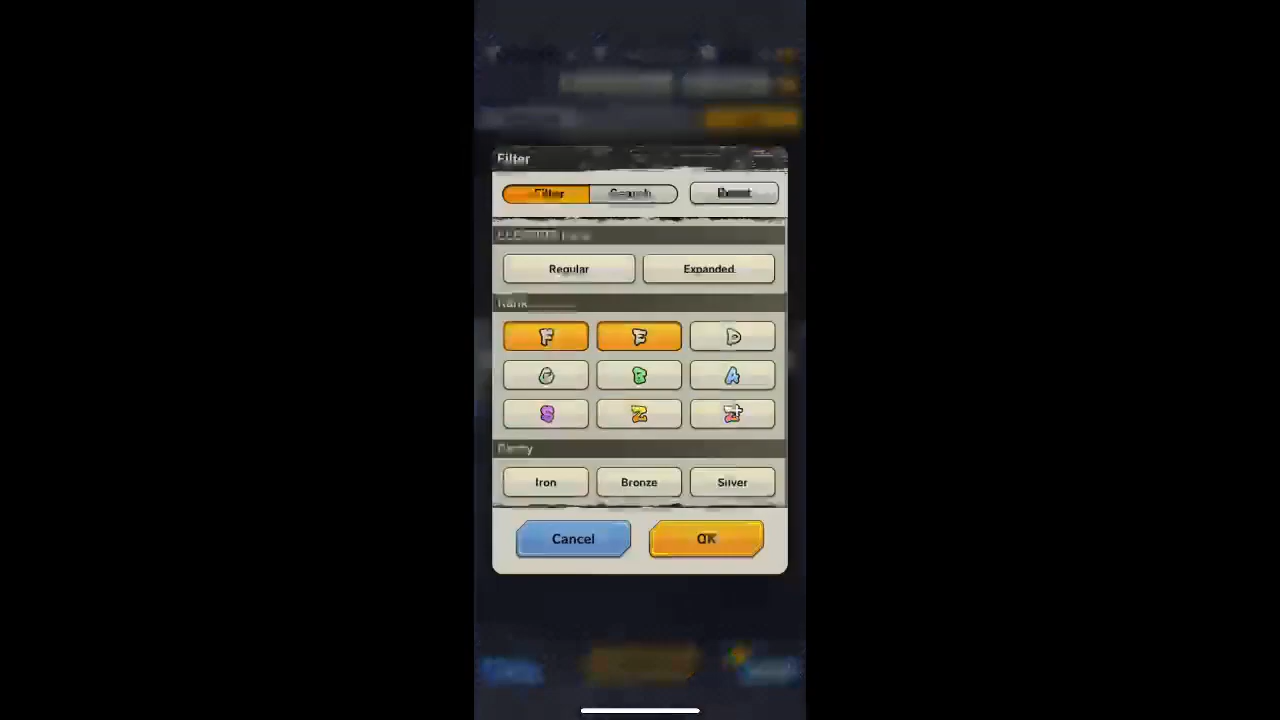 Filter
Filter Search Reset
Regular Expanded
Rank
F E D
C B A
S Z Z+
Iron Bronze Silver
Cancel OK